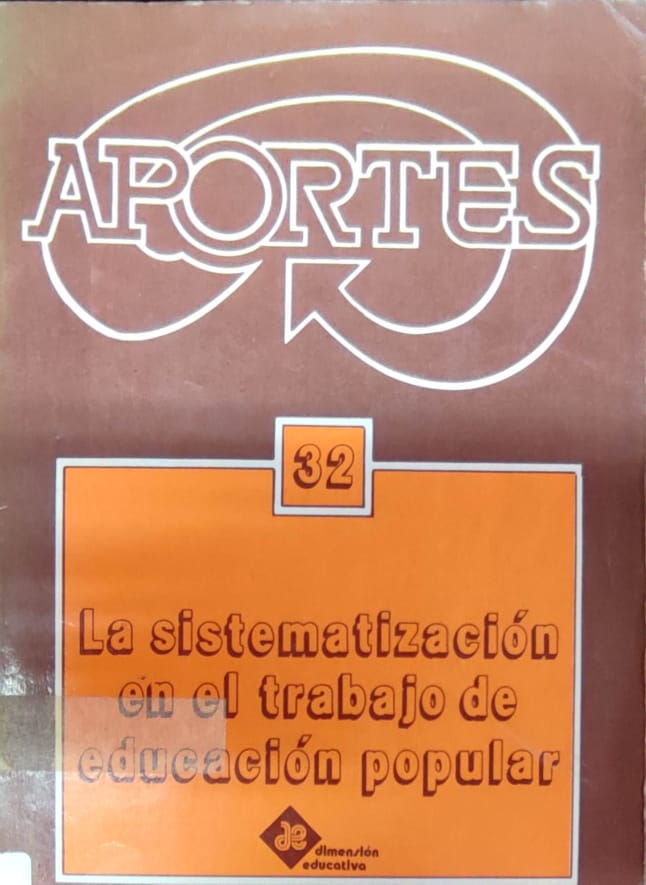 APORTES
32
La sistematización
en el trabajo de
educación popular
de
dimensión
educativa